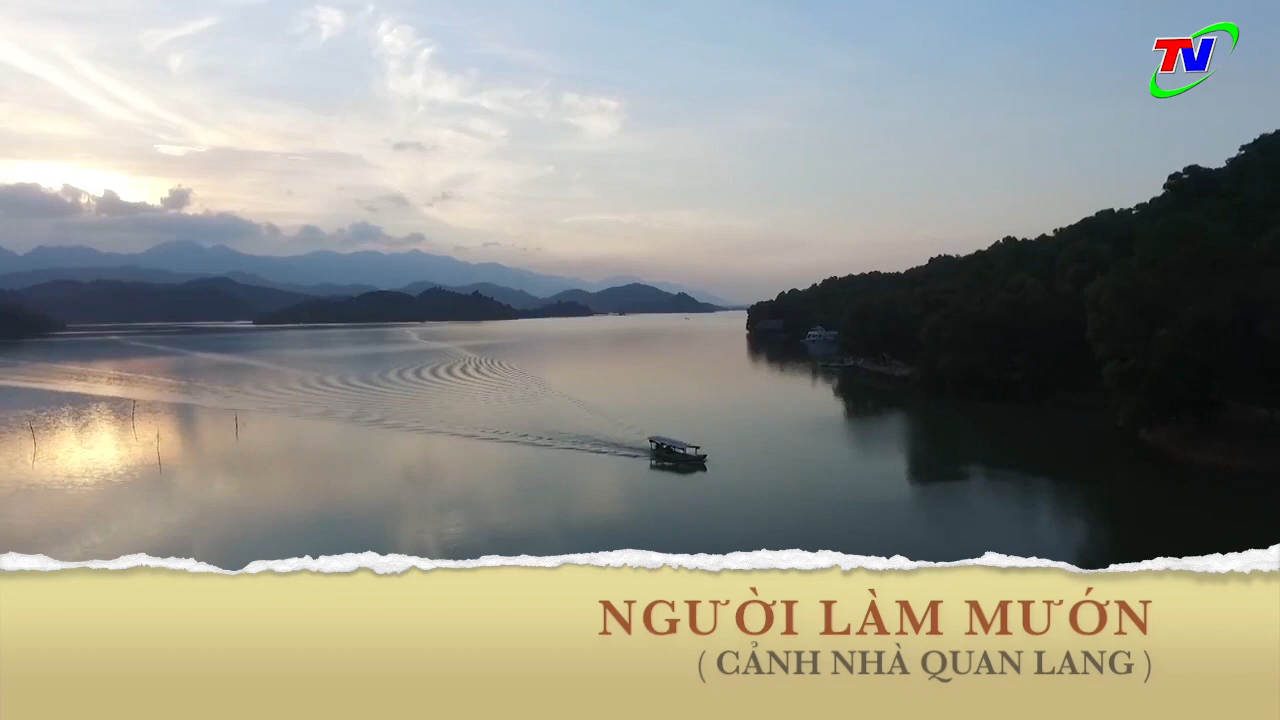 TV
NGƯỜI LÀM MƯỚN
( CẢNH NHÀ QUAN LANG )